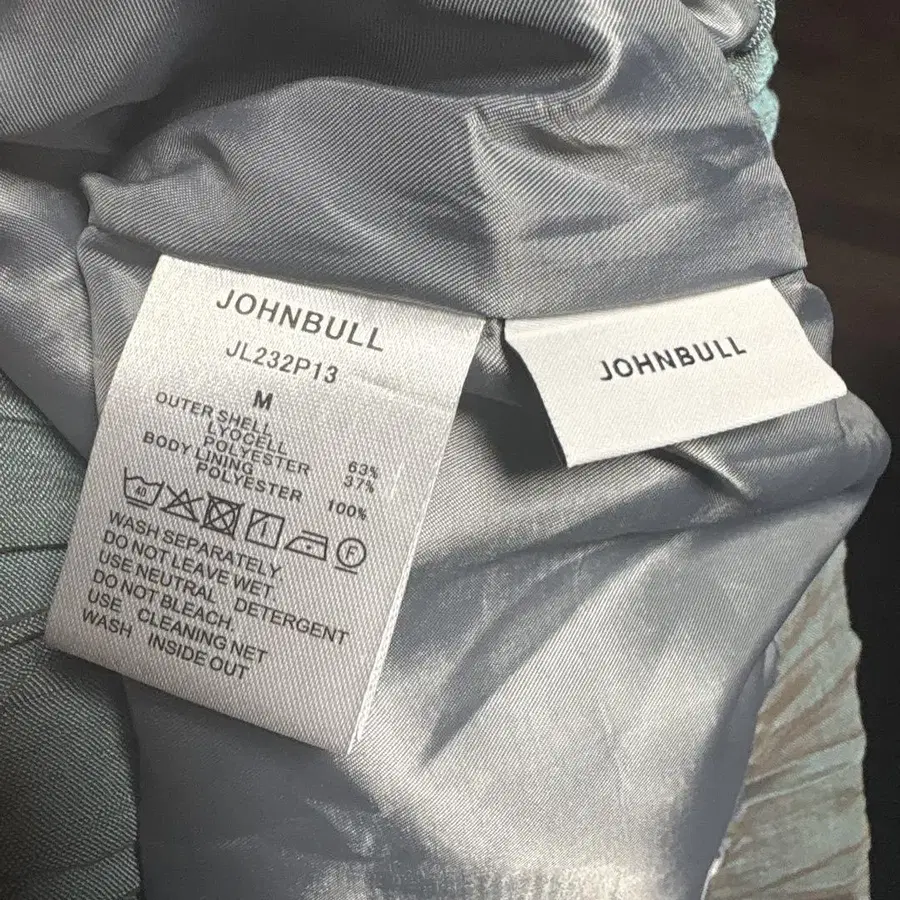 JOHNBULL
JL232P13
M
OUTER SHELL
LYOCELL 63%
POLYESTER 37%
BODY LINING
POLYESTER 100%
40 F
WASH SEPARATELY.
DO NOT LEAVE WET.
USE NEUTRAL DETERGENT
DO NOT BLEACH.
USE CLEANING NET
WASH INSIDE OUT
JOHNBULL